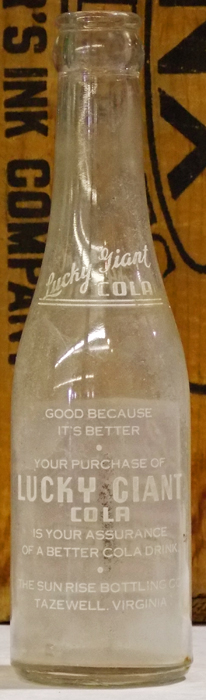 'S INK COMPAN
Lucky Giant
COLA
GOOD BECAUSE
IT'S BETTER
YOUR PURCHASE OF
LUCKY GIANT
COLA
IS YOUR ASSURANCE
OF A BETTER COLA DRINK
THE SUN RISE BOTTLING CO
TAZEWELL, VIRGINIA